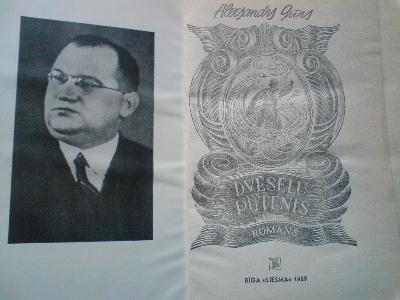 Aleksandrs Grīns
DVĒSEĻU
PUTENIS
ROMĀNS
RĪGA «LIESMA» 1989